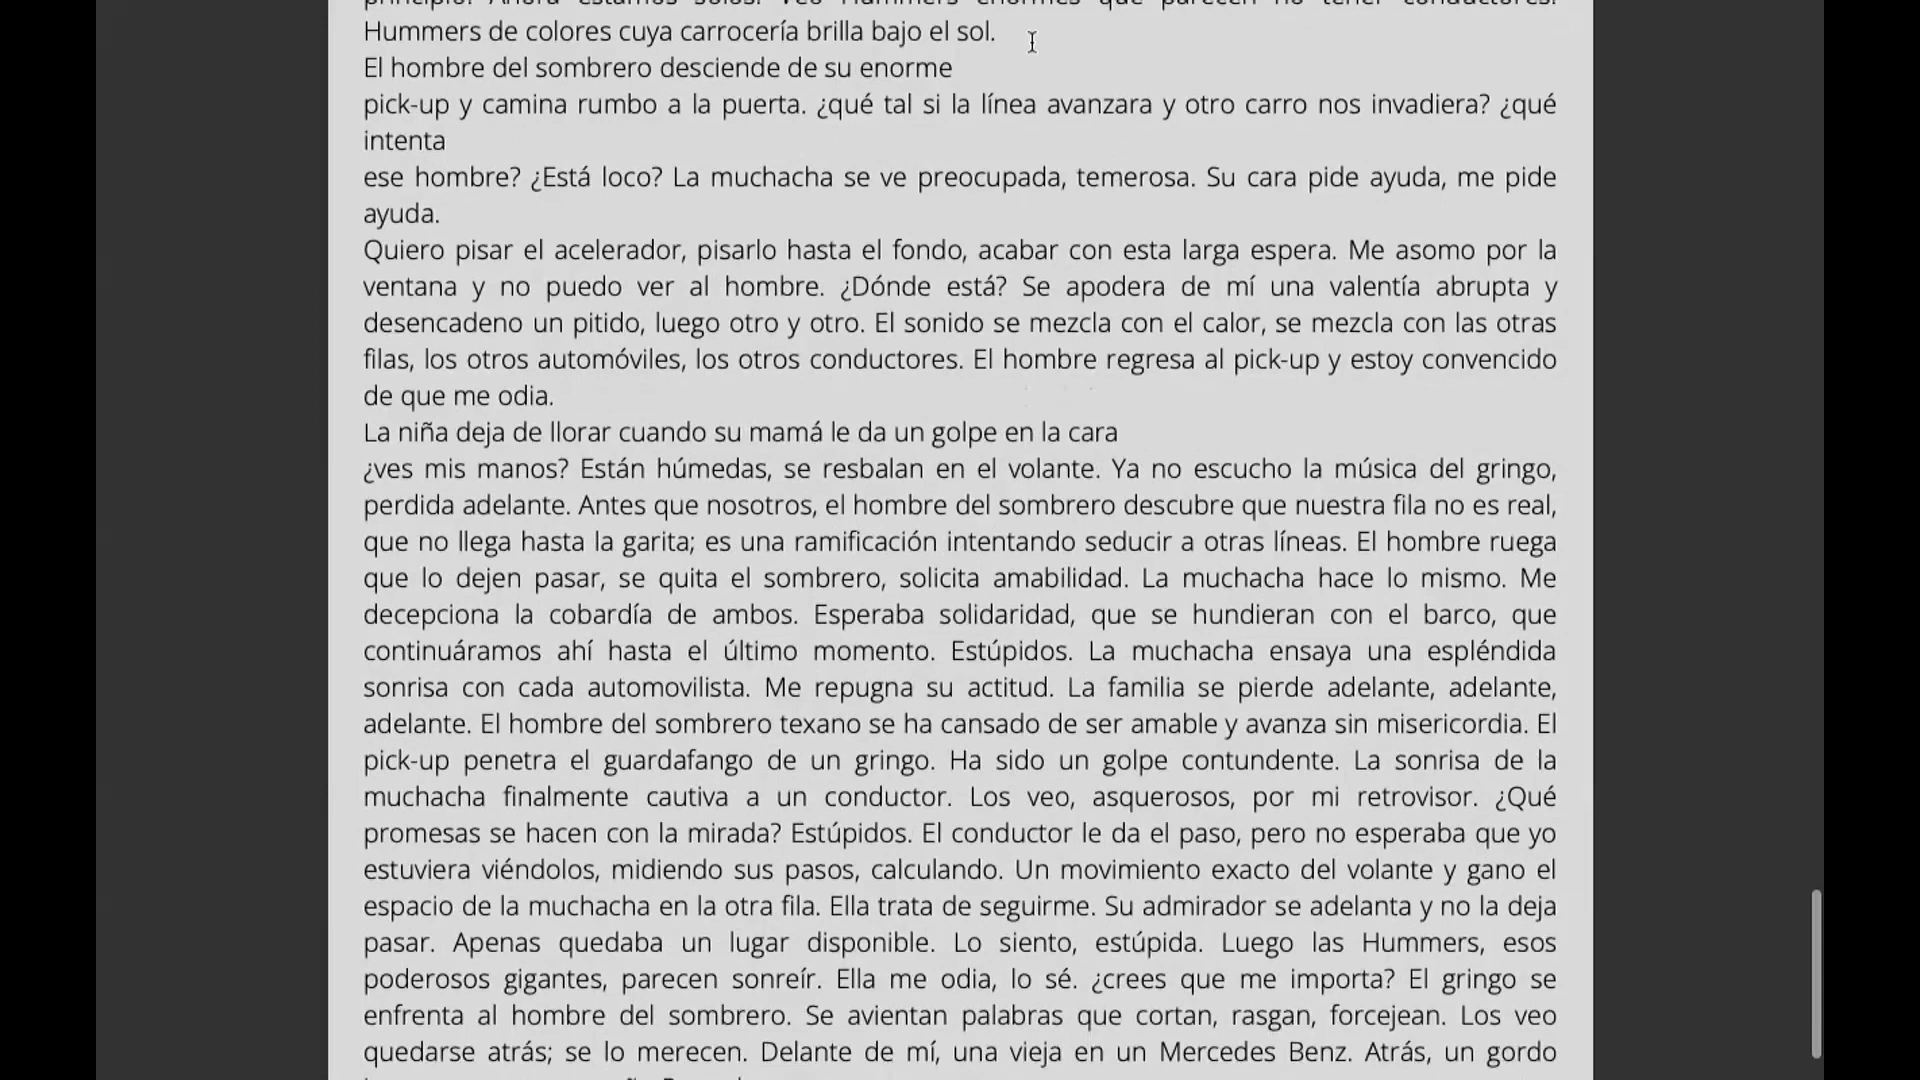 principio. Ahora estamos solos. Veo Hummers enormes que parecen no tener conductores.
Hummers de colores cuya carrocería brilla bajo el sol.
El hombre del sombrero desciende de su enorme
pick-up y camina rumbo a la puerta. ¿qué tal si la línea avanzara y otro carro nos invadiera? ¿qué
intenta
ese hombre? ¿Está loco? La muchacha se ve preocupada, temerosa. Su cara pide ayuda, me pide
ayuda.
Quiero pisar el acelerador, pisarlo hasta el fondo, acabar con esta larga espera. Me asomo por la
ventana y no puedo ver al hombre. ¿Dónde está? Se apodera de mí una valentía abrupta y
desencadeno un pitido, luego otro y otro. El sonido se mezcla con el calor, se mezcla con las otras
filas, los otros automóviles, los otros conductores. El hombre regresa al pick-up y estoy convencido
de que me odia.
La niña deja de llorar cuando su mamá le da un golpe en la cara
¿ves mis manos? Están húmedas, se resbalan en el volante. Ya no escucho la música del gringo,
perdida adelante. Antes que nosotros, el hombre del sombrero descubre que nuestra fila no es real,
que no llega hasta la garita; es una ramificación intentando seducir a otras líneas. El hombre ruega
que lo dejen pasar, se quita el sombrero, solicita amabilidad. La muchacha hace lo mismo. Me
decepciona la cobardía de ambos. Esperaba solidaridad, que se hundieran con el barco, que
continuáramos ahí hasta el último momento. Estúpidos. La muchacha ensaya una espléndida
sonrisa con cada automovilista. Me repugna su actitud. La familia se pierde adelante, adelante,
adelante. El hombre del sombrero texano se ha cansado de ser amable y avanza sin misericordia. El
pick-up penetra el guardafango de un gringo. Ha sido un golpe contundente. La sonrisa de la
muchacha finalmente cautiva a un conductor. Los veo, asquerosos, por mi retrovisor. ¿Qué
promesas se hacen con la mirada? Estúpidos. El conductor le da el paso, pero no esperaba que yo
estuviera viéndolos, midiendo sus pasos, calculando. Un movimiento exacto del volante y gano el
espacio de la muchacha en la otra fila. Ella trata de seguirme. Su admirador se adelanta y no la deja
pasar. Apenas quedaba un lugar disponible. Lo siento, estúpida. Luego las Hummers, esos
poderosos gigantes, parecen sonreír. Ella me odia, lo sé. ¿crees que me importa? El gringo se
enfrenta al hombre del sombrero. Se avientan palabras que cortan, rasgan, forcejean. Los veo
quedarse atrás; se lo merecen. Delante de mí, una vieja en un Mercedes Benz. Atrás, un gordo